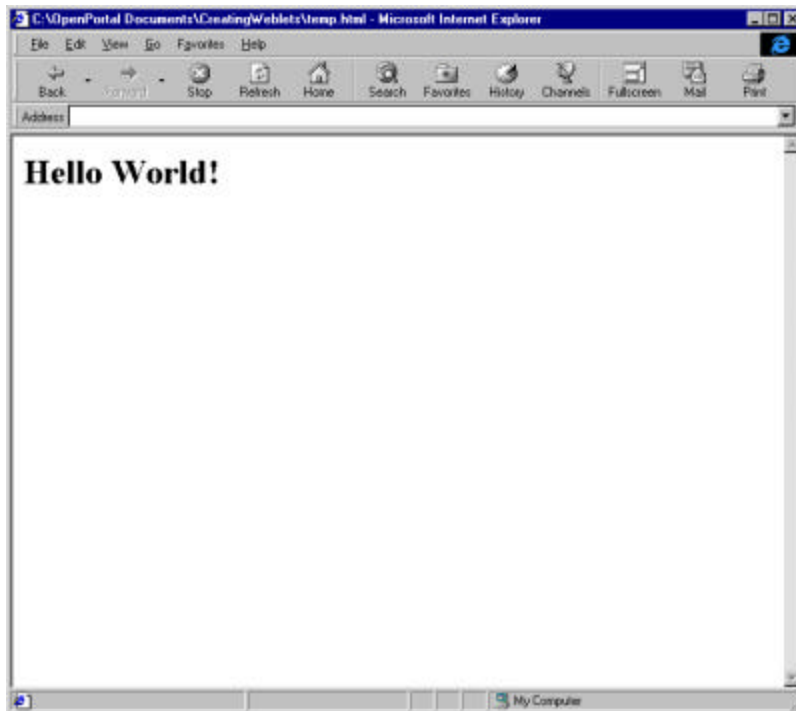 C:\OpenPortal Documents\CreatingWeblets\temp.html - Microsoft Internet Explorer
File Edit View Go Favorites Help
Back Forward Stop Refresh Home Search Favorites History Channels Fullscreen Mail Print
Address
Hello World!
My Computer